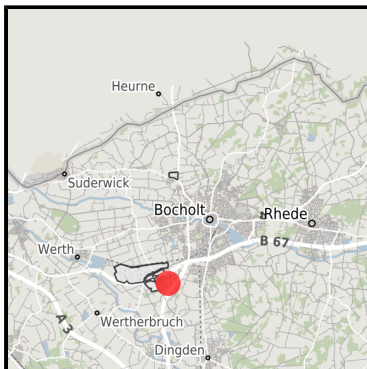 Heurne
Suderwick
Bocholt
Rhede
B 67
Werth
A 3
Wertherbruch
Dingden